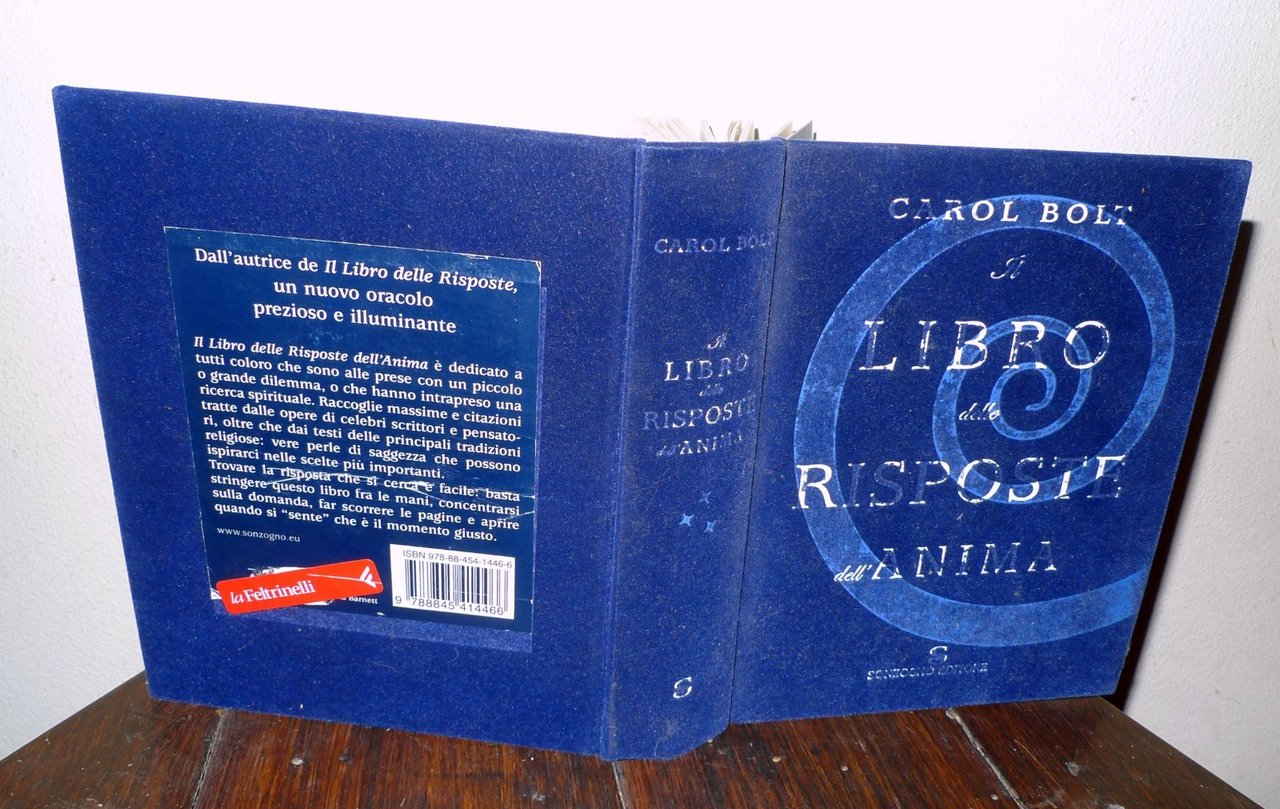 Dall'autrice de Il Libro delle Risposte,
un nuovo oracolo
prezioso e illuminante
Il Libro delle Risposte dell'Anima è dedicato a
tutti coloro che sono alle prese con un piccolo
o grande dilemma, o che hanno intrapreso una
ricerca spirituale. Raccoglie massime e citazioni
tratte dalle opere di celebri scrittori e pensato-
ri, oltre che dai testi delle principali tradizioni
religiose: vere perle di saggezza che possono
ispirarci nelle scelte più importanti.
Trovare la risposta che si cerca è facile: basta
stringere questo libro fra le mani, concentrarsi
sulla domanda, far scorrere le pagine e aprire
quando si "sente" che è il momento giusto.
www.sonzogno.eu
la Feltrinelli
Barnett
ISBN 978-88-454-1446-6
9 788845 414466
CAROL BOLT
Il
LIBRO
delle
RISPOSTE
dell'ANIMA
S
CAROL BOLT
Il
LIBRO
delle
RISPOSTE
dell'ANIMA
S
SONZOGNO EDITORE